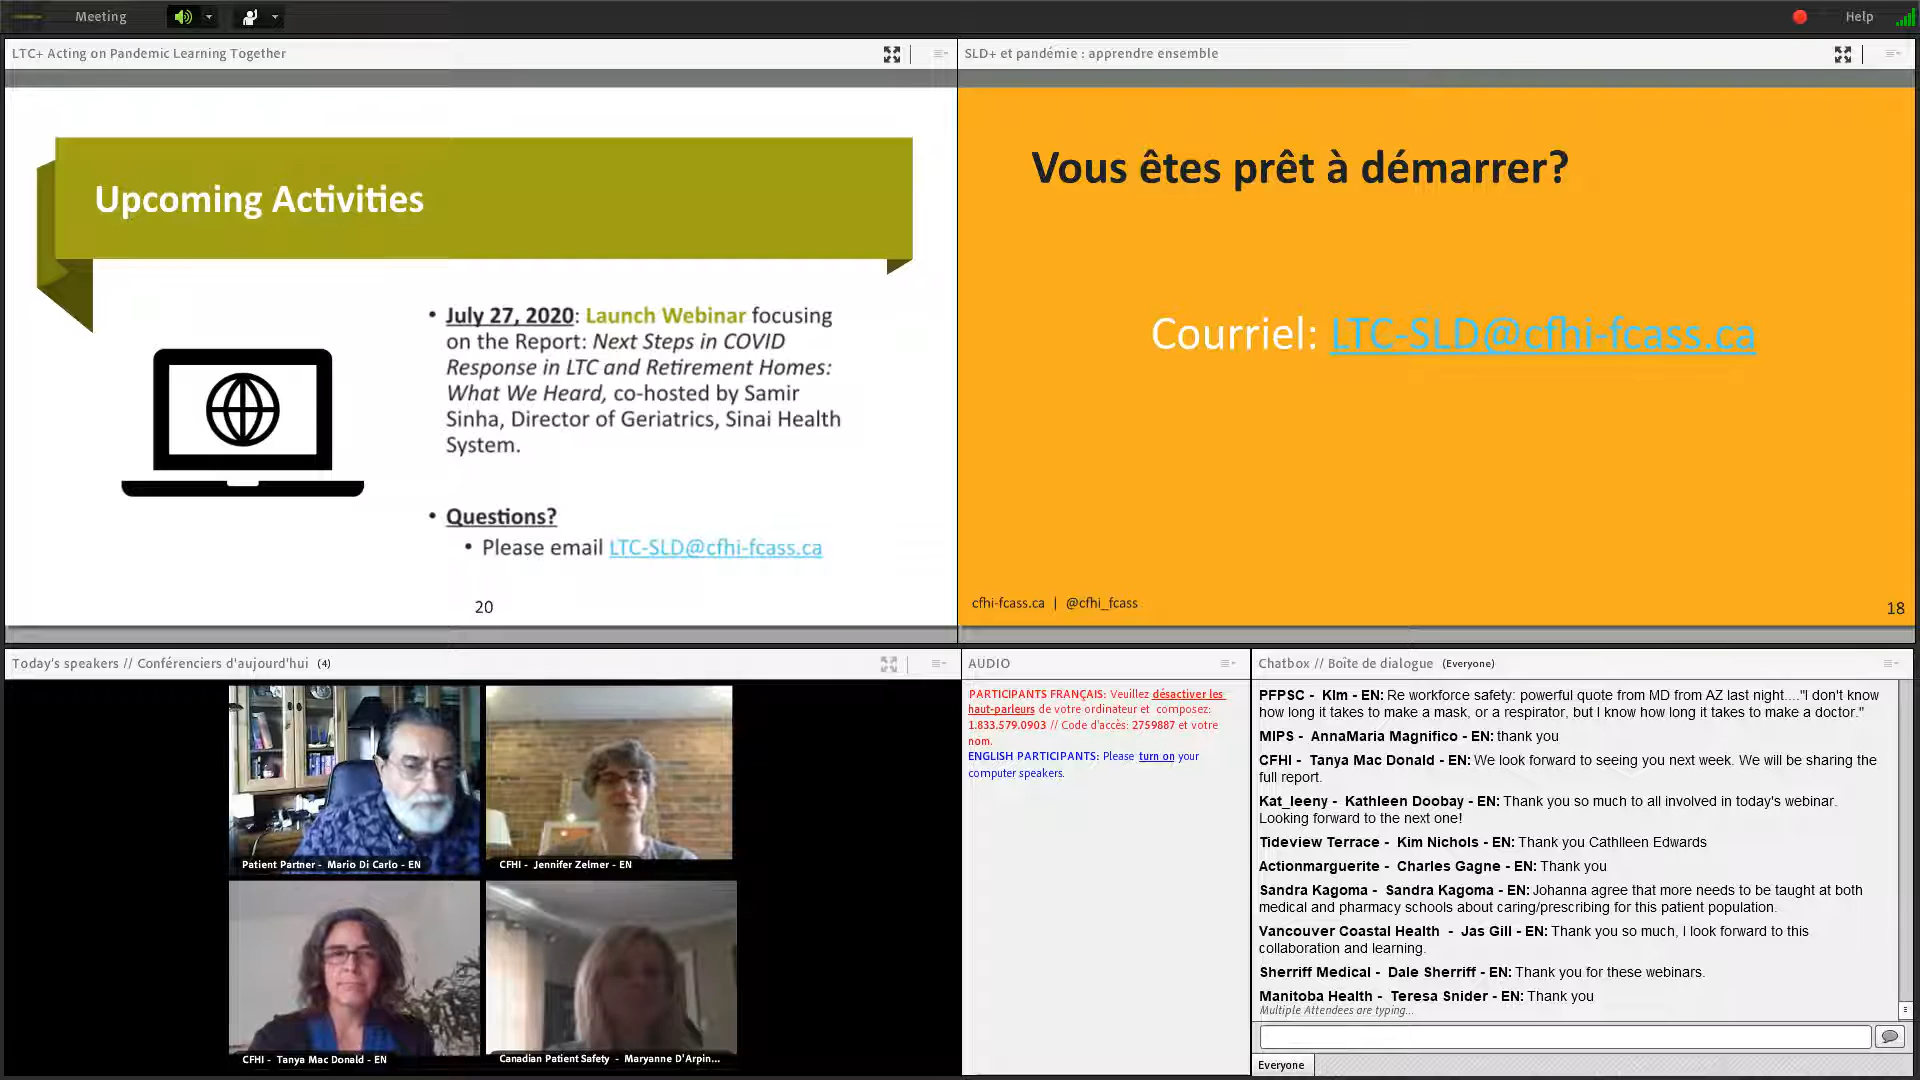 Meeting
Help
LTC+ Acting on Pandemic Learning Together
Upcoming Activities
• July 27, 2020: Launch Webinar focusing
on the Report: Next Steps in COVID
Response in LTC and Retirement Homes:
What We Heard, co-hosted by Samir
Sinha, Director of Geriatrics, Sinai Health
System.
• Questions?
• Please email LTC-SLD@cfhi-fcass.ca
20
SLD+ et pandémie : apprendre ensemble
Vous êtes prêt à démarrer?
Courriel: LTC-SLD@cfhi-fcass.ca
cfhi-fcass.ca | @cfhi_fcass
18
Today's speakers // Conférenciers d'aujourd'hui (4)
Patient Partner - Mario Di Carlo - EN
CFHI - Jennifer Zelmer - EN
CFHI - Tanya Mac Donald - EN
Canadian Patient Safety - Maryanne D'Arpin...
AUDIO
PARTICIPANTS FRANÇAIS: Veuillez désactiver les
haut-parleurs de votre ordinateur et composez:
1.833.579.0903 // Code d'accès: 2759887 et votre
nom.
ENGLISH PARTICIPANTS: Please turn on your
computer speakers.
Chatbox // Boîte de dialogue (Everyone)
PFPSC - KIm - EN: Re workforce safety: powerful quote from MD from AZ last night...."I don't know
how long it takes to make a mask, or a respirator, but I know how long it takes to make a doctor."
MIPS - AnnaMaria Magnifico - EN: thank you
CFHI - Tanya Mac Donald - EN: We look forward to seeing you next week. We will be sharing the
full report.
Kat_leeny - Kathleen Doobay - EN: Thank you so much to all involved in today's webinar.
Looking forward to the next one!
Tideview Terrace - Kim Nichols - EN: Thank you Cathlleen Edwards
Actionmarguerite - Charles Gagne - EN: Thank you
Sandra Kagoma - Sandra Kagoma - EN: Johanna agree that more needs to be taught at both
medical and pharmacy schools about caring/prescribing for this patient population.
Vancouver Coastal Health - Jas Gill - EN: Thank you so much, I look forward to this
collaboration and learning.
Sherriff Medical - Dale Sherriff - EN: Thank you for these webinars.
Manitoba Health - Teresa Snider - EN: Thank you
Multiple Attendees are typing...
Everyone